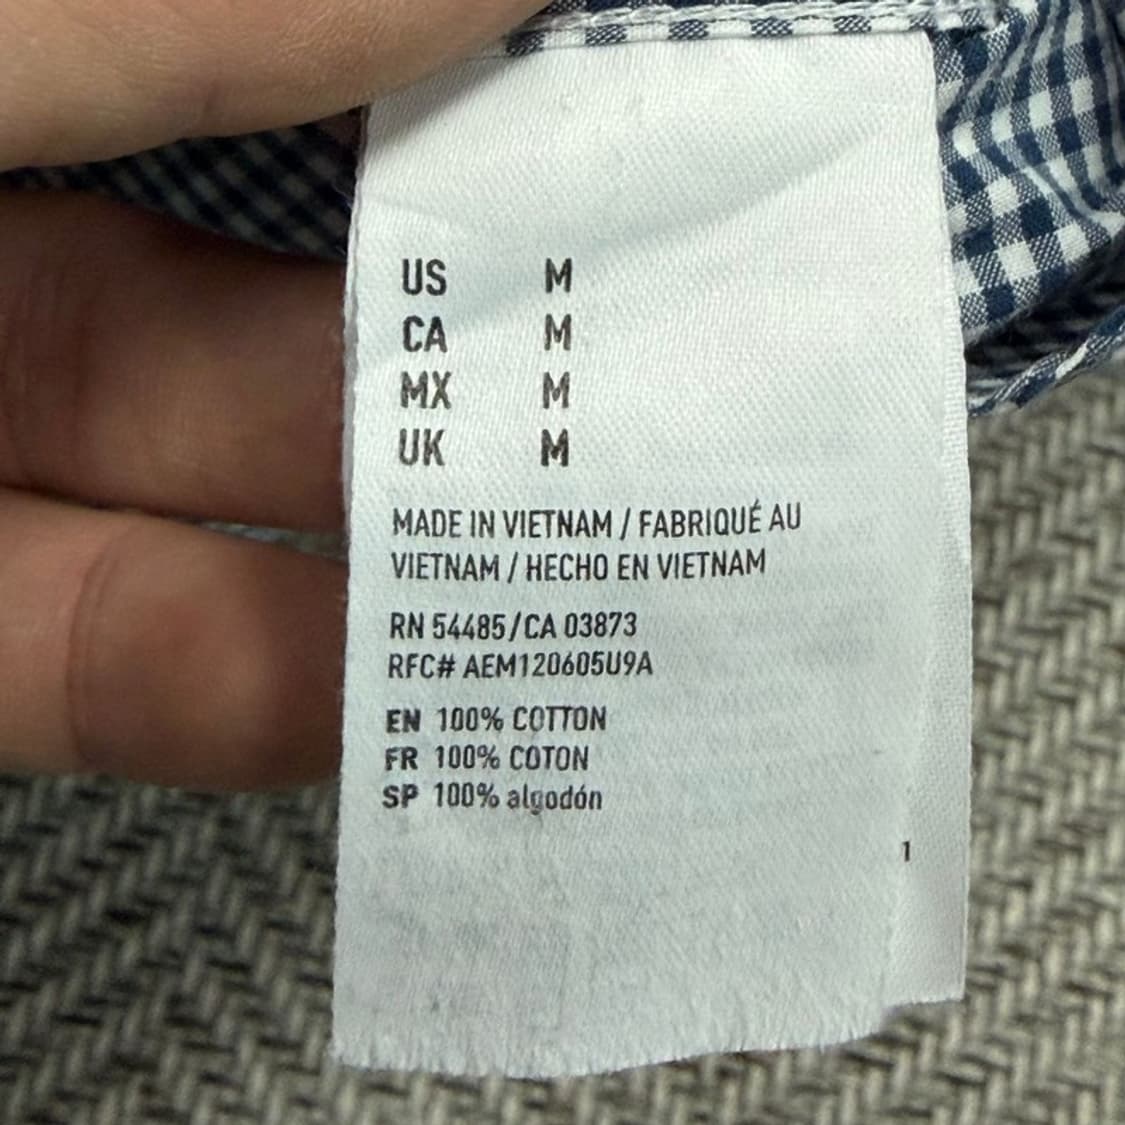 US M
CA M
MX M
UK M
MADE IN VIETNAM / FABRIQUÉ AU
VIETNAM / HECHO EN VIETNAM
RN 54485/CA 03873
RFC# AEM120605U9A
EN 100% COTTON
FR 100% COTON
SP 100% algodón
1